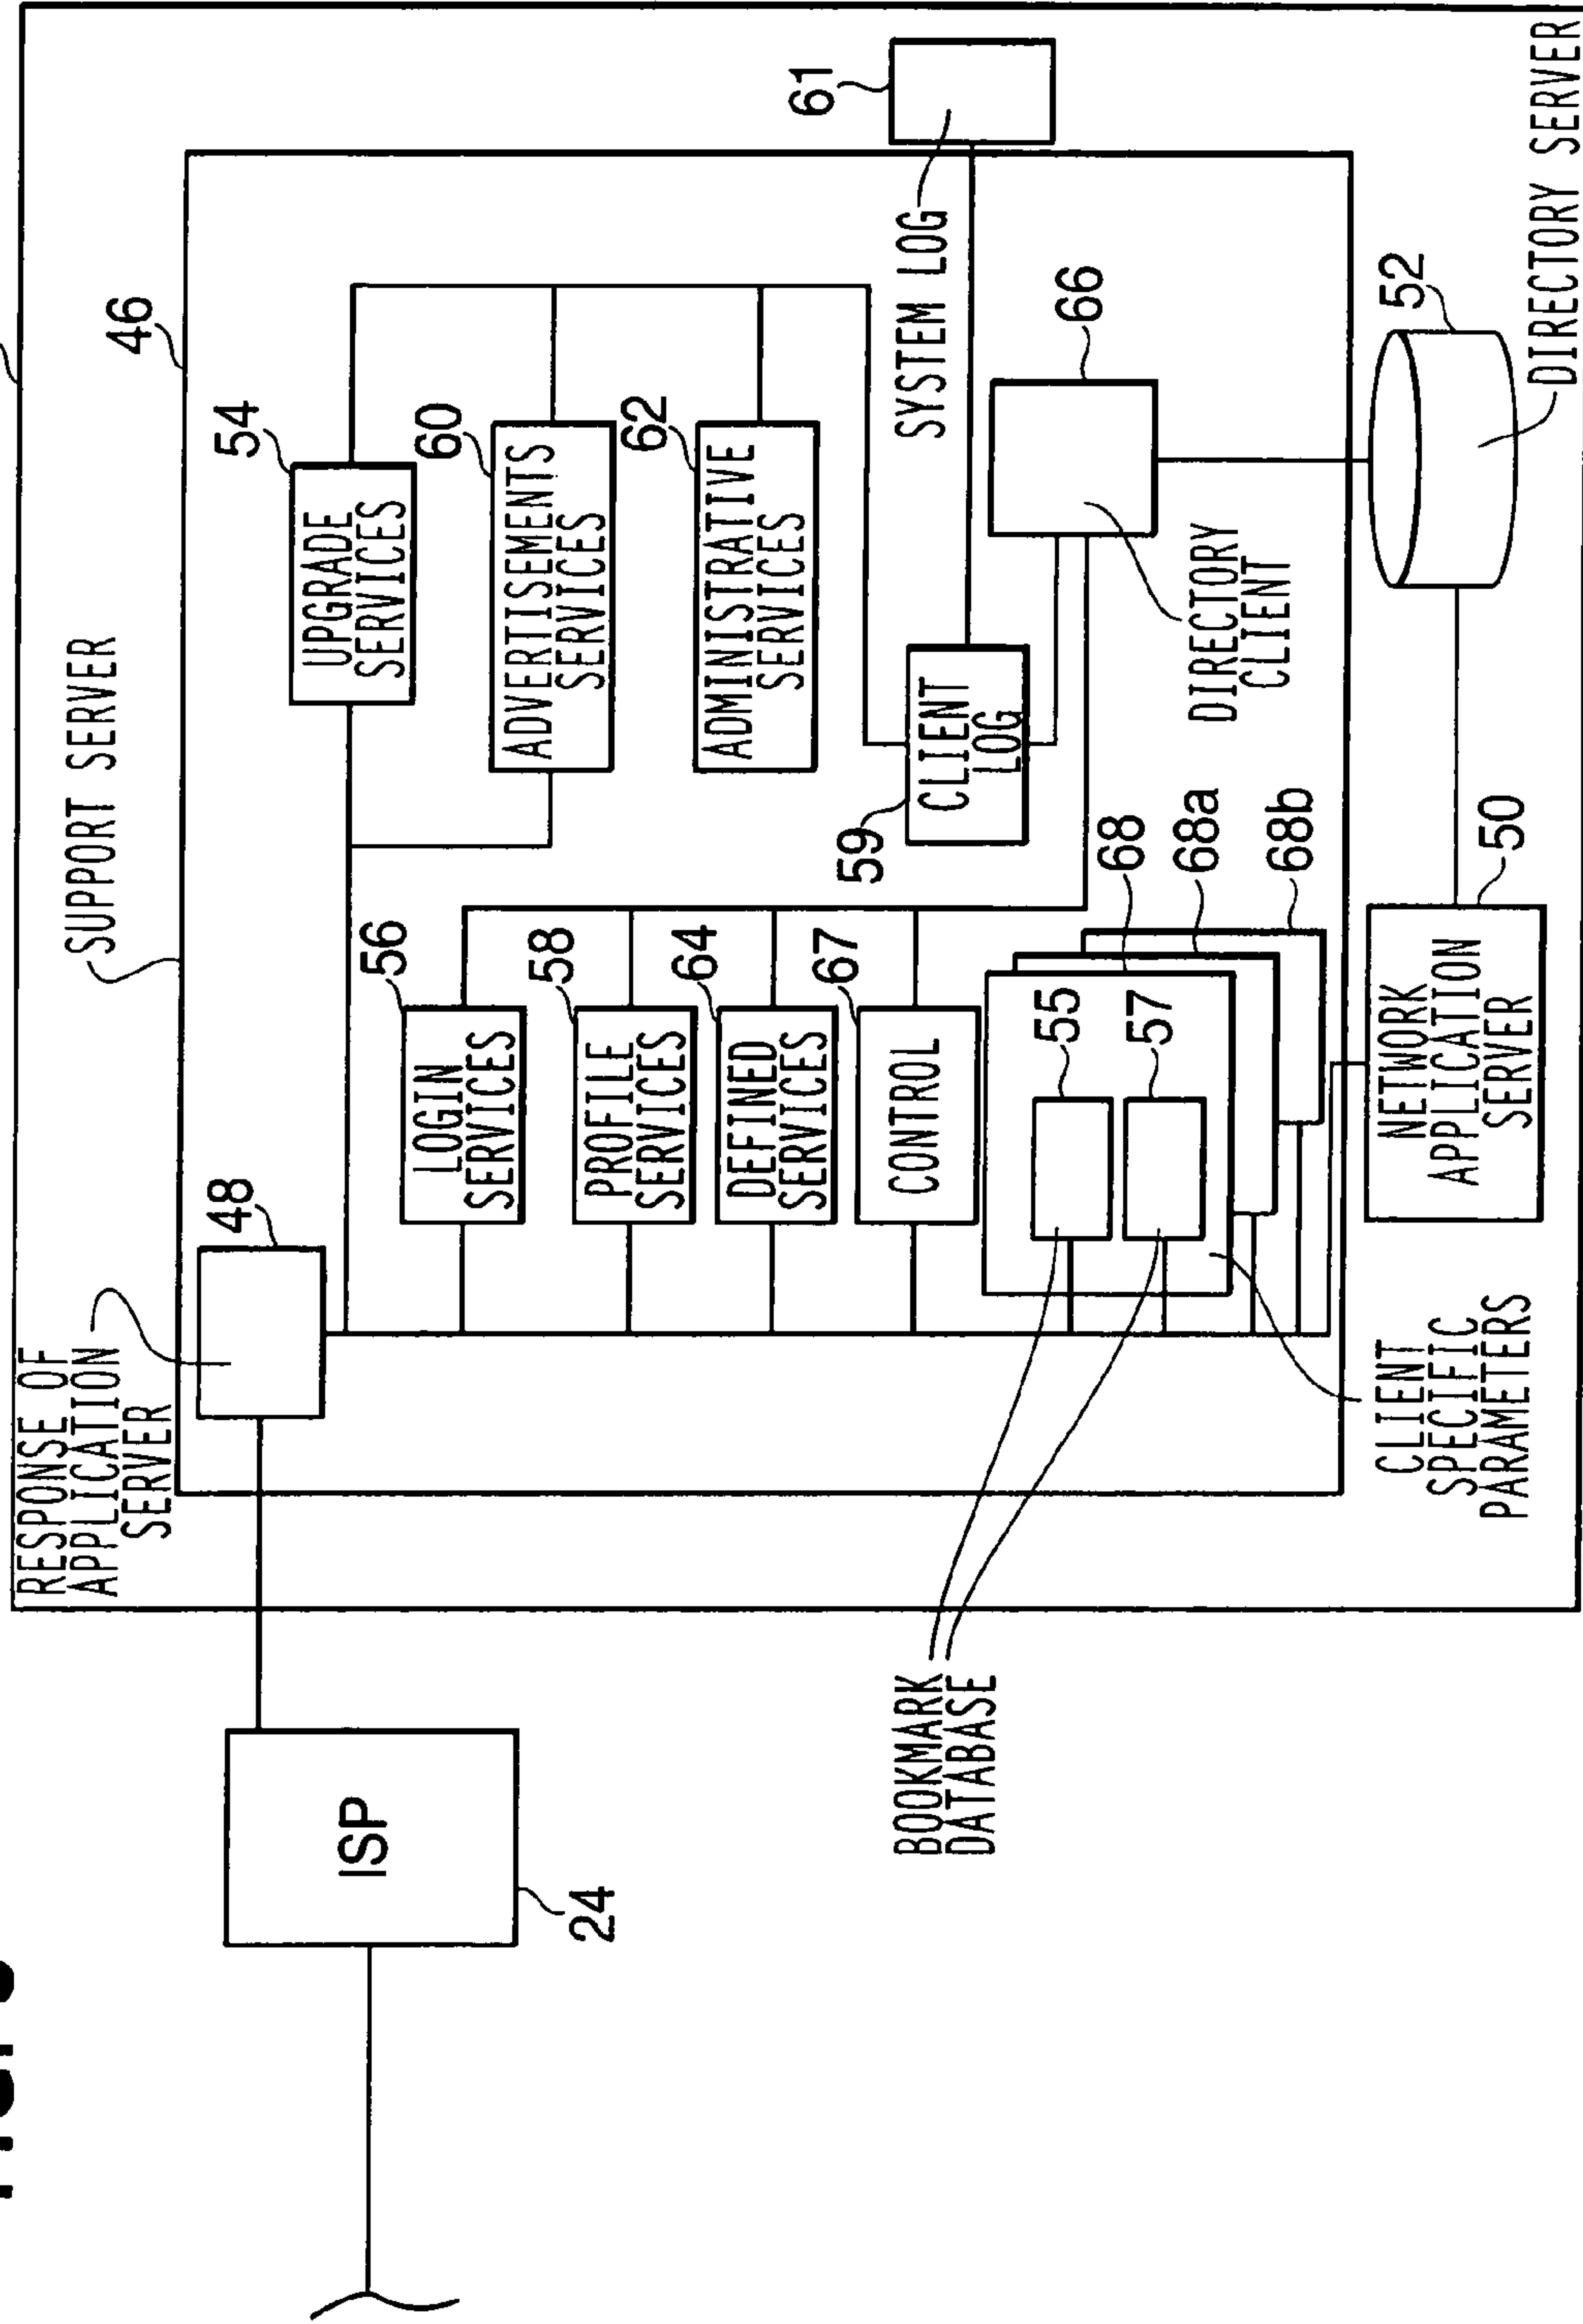 46
SUPPORT SERVER
RESPONSE OF
APPLICATION
SERVER
48
54
UPGRADE
SERVICES
60
ADVERTISEMENTS
SERVICES
62
ADMINISTRATIVE
SERVICES
56
LOGIN
SERVICES
58
PROFILE
SERVICES
64
DEFINED
SERVICES
67
CONTROL
59
CLIENT
LOG
61
SYSTEM LOG
66
DIRECTORY
CLIENT
68
68a
68b
55
57
ISP
24
BOOKMARK
DATABASE
CLIENT
SPECIFIC
PARAMETERS
50
NETWORK
APPLICATION
SERVER
52
DIRECTORY SERVER